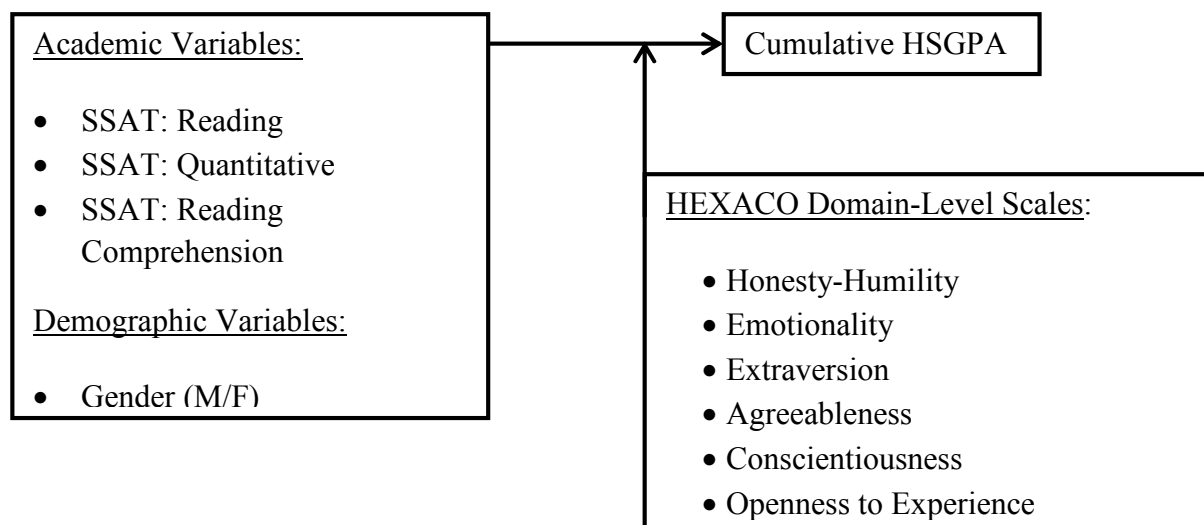 Academic Variables:
• SSAT: Reading
• SSAT: Quantitative
• SSAT: Reading
Comprehension
Demographic Variables:
• Gender (M/F)
Cumulative HSGPA
HEXACO Domain-Level Scales:
• Honesty-Humility
• Emotionality
• Extraversion
• Agreeableness
• Conscientiousness
• Openness to Experience